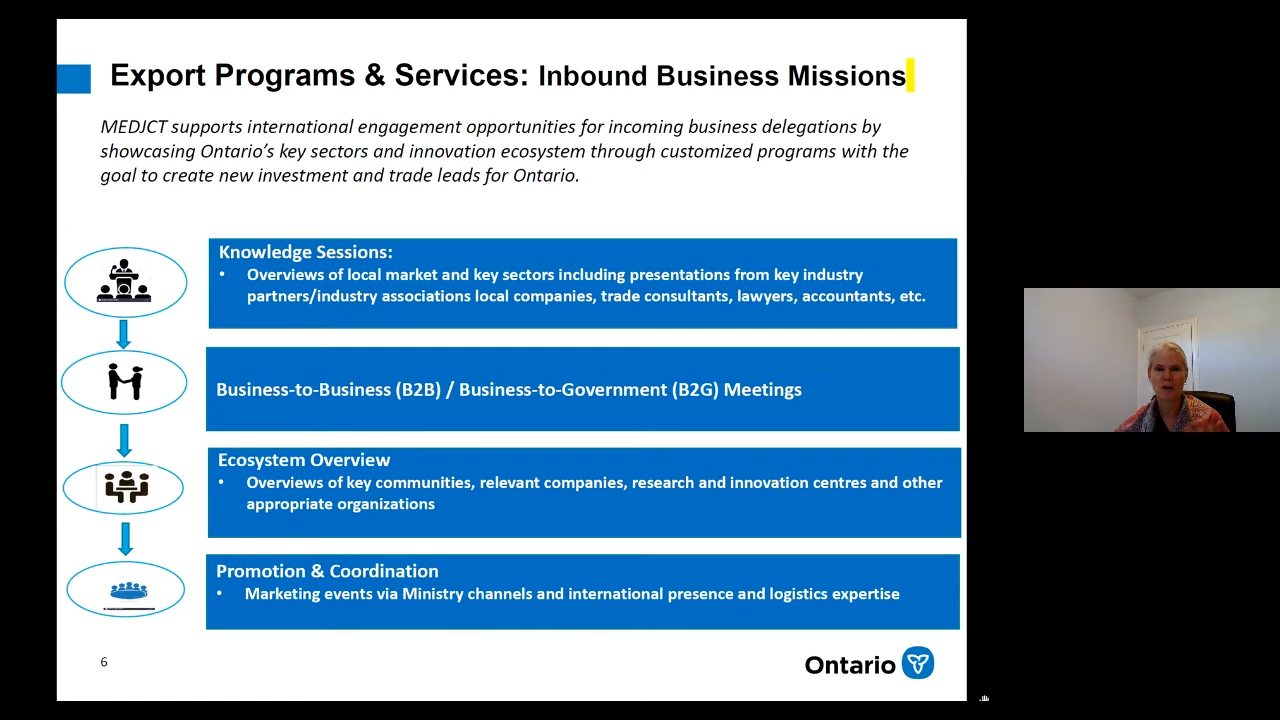 Export Programs & Services: Inbound Business Missions
MEDJCT supports international engagement opportunities for incoming business delegations by
showcasing Ontario's key sectors and innovation ecosystem through customized programs with the
goal to create new investment and trade leads for Ontario.
Knowledge Sessions:
• Overviews of local market and key sectors including presentations from key industry
partners/industry associations local companies, trade consultants, lawyers, accountants, etc.
Business-to-Business (B2B) / Business-to-Government (B2G) Meetings
Ecosystem Overview
• Overviews of key communities, relevant companies, research and innovation centres and other
appropriate organizations
Promotion & Coordination
• Marketing events via Ministry channels and international presence and logistics expertise
6
Ontario